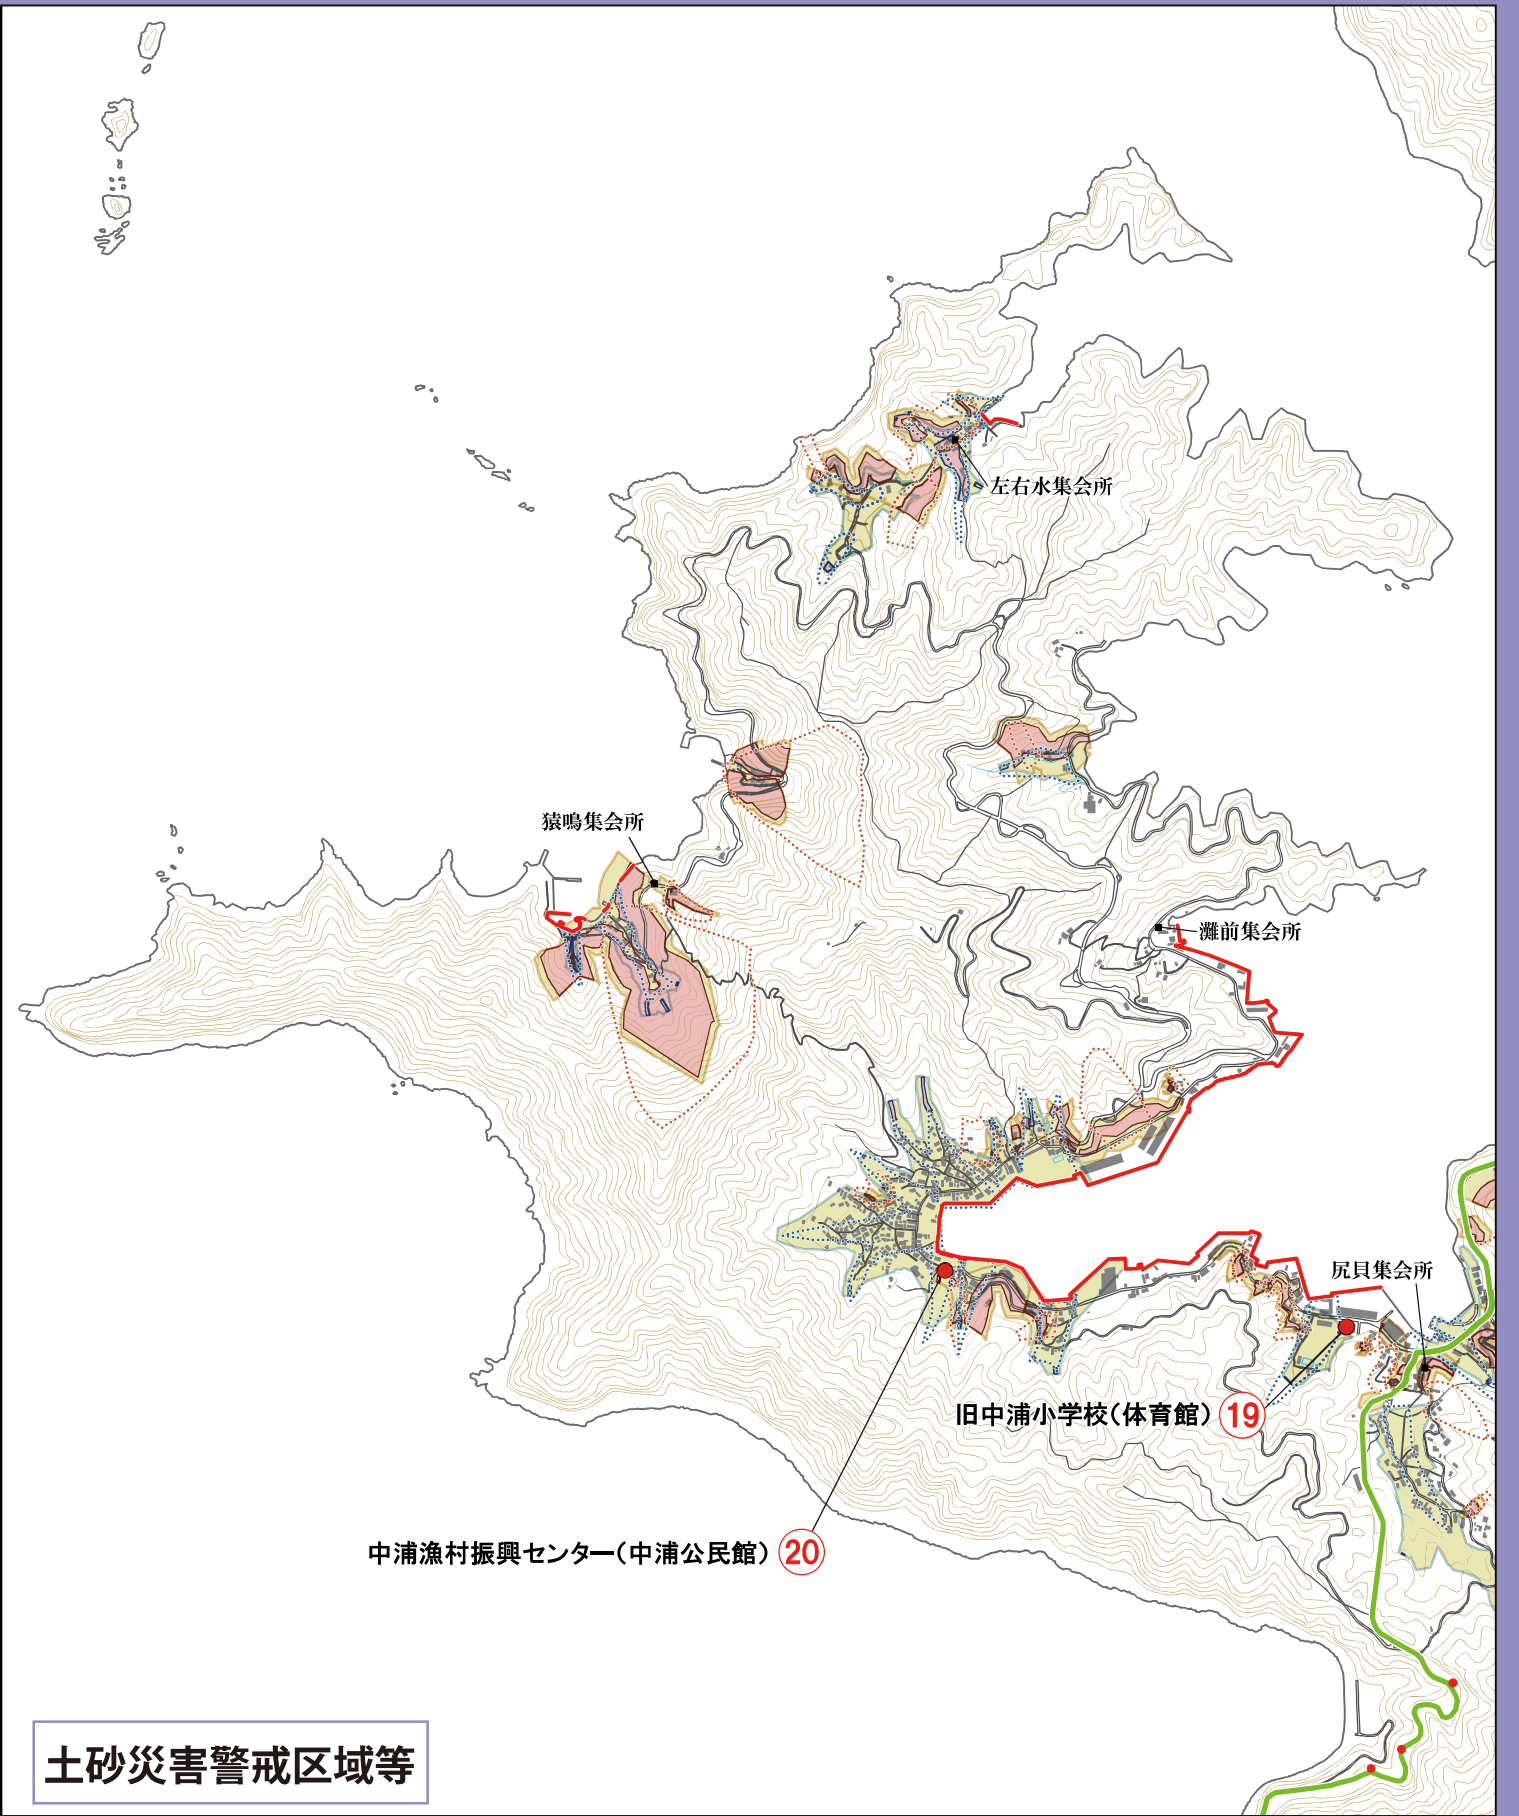 左右水集会所
猿鳴集会所
灘前集会所
尻貝集会所
旧中浦小学校(体育館) 19
中浦漁村振興センター(中浦公民館) 20
土砂災害警戒区域等